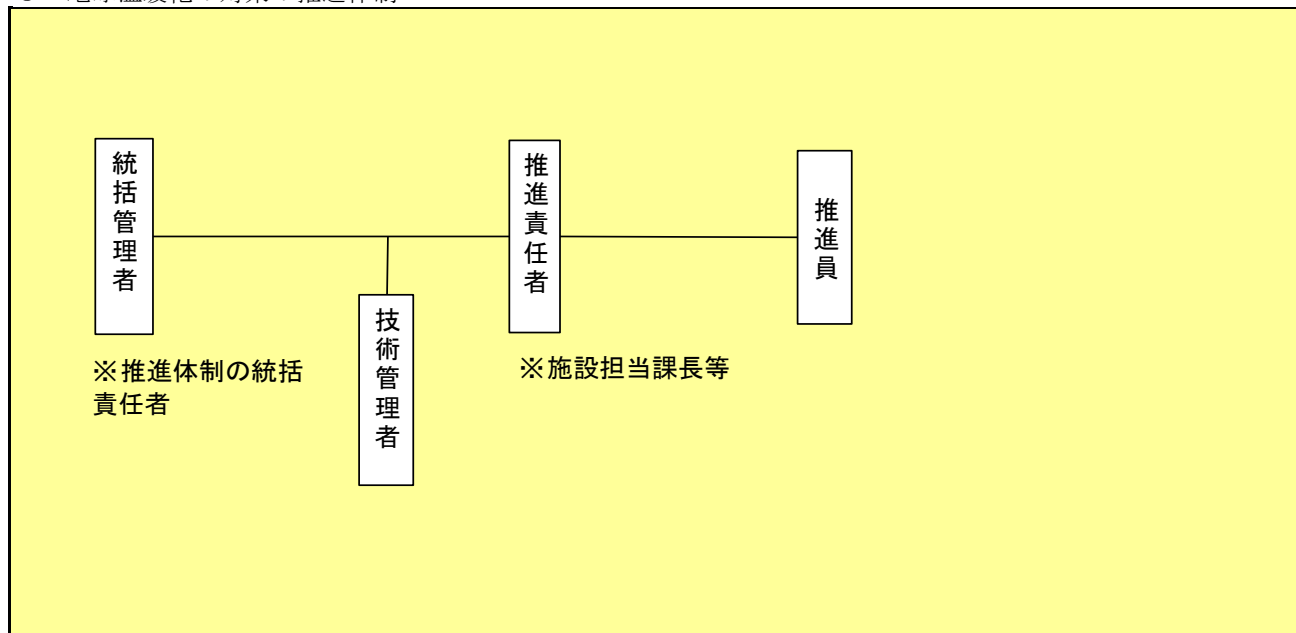 統括管理者
推進責任者
推進員
技術管理者
※推進体制の統括
責任者
※施設担当課長等